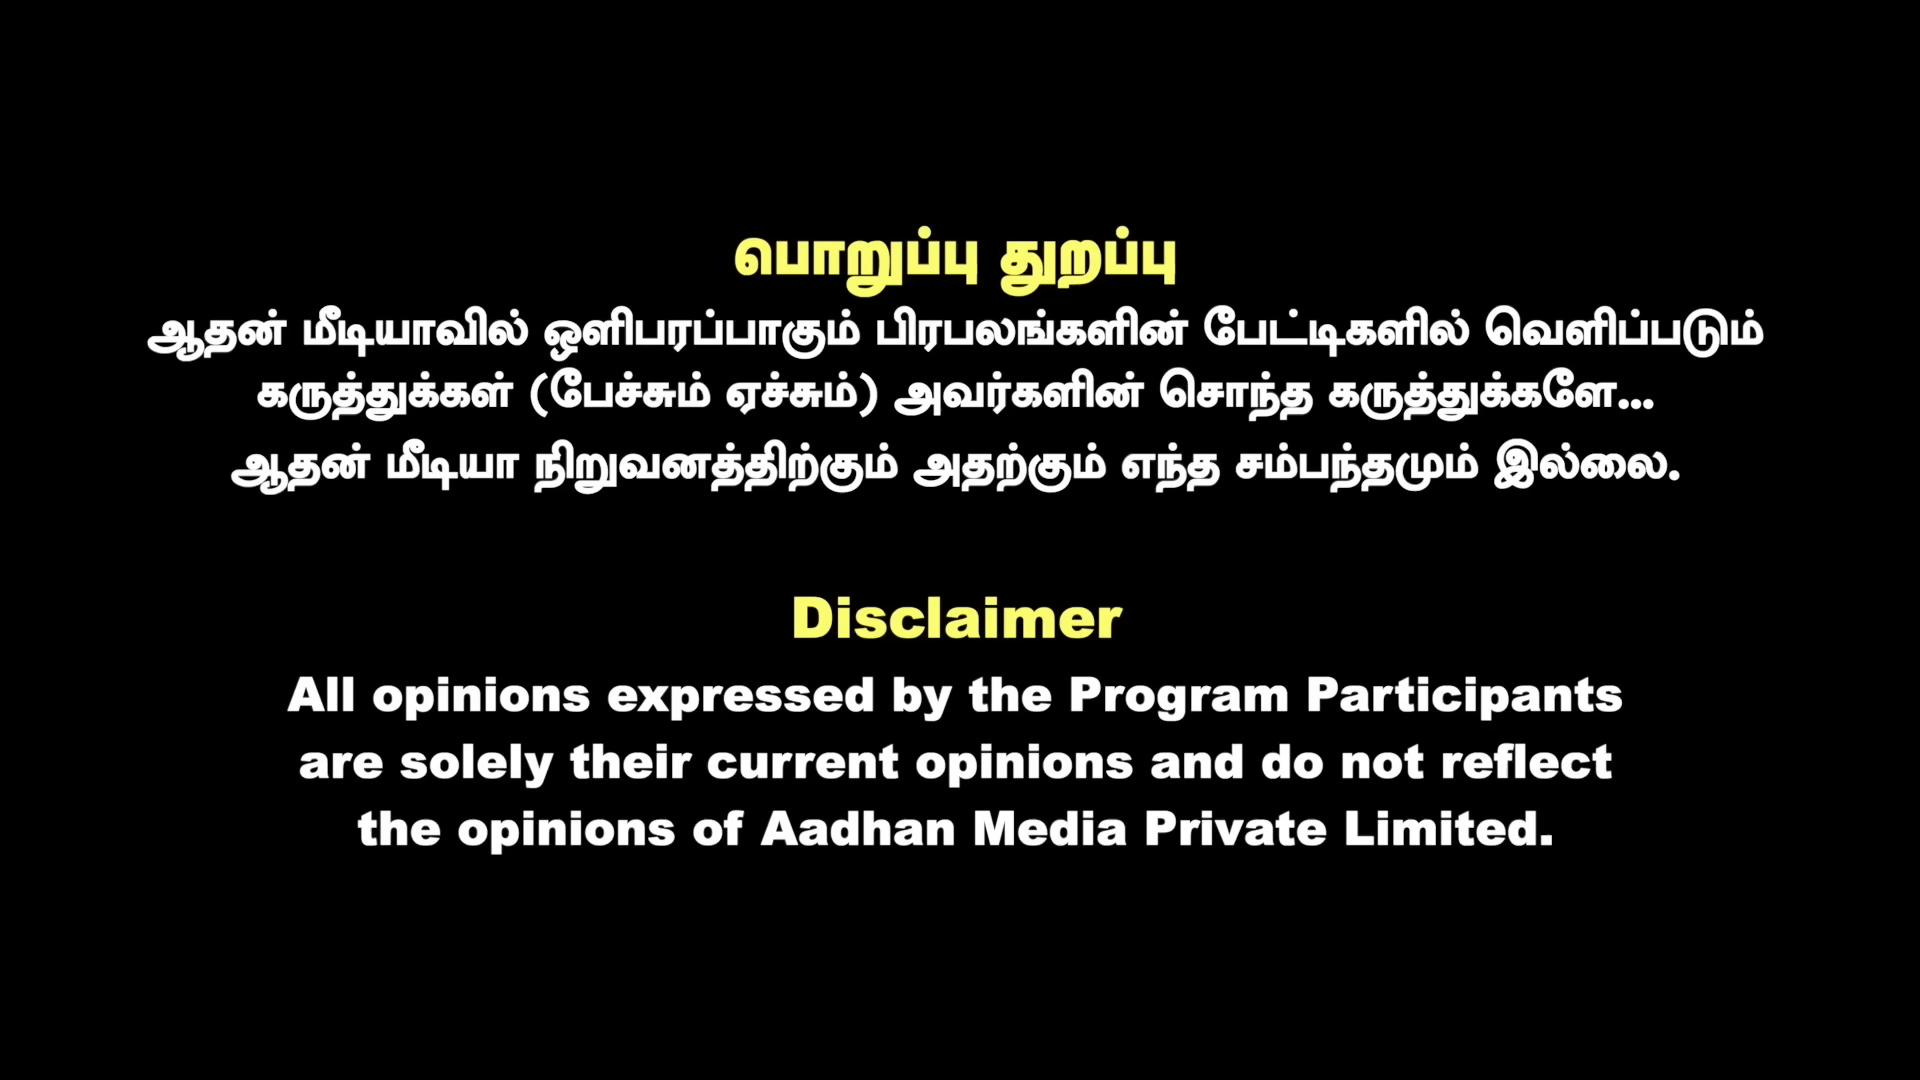 பொறுப்பு துறப்பு
ஆதன் மீடியாவில் ஒளிபரப்பாகும் பிரபலங்களின் பேட்டிகளில் வெளிப்படும்
கருத்துக்கள் (பேச்சும் ஏச்சும்) அவர்களின் சொந்த கருத்துக்களே...
ஆதன் மீடியா நிறுவனத்திற்கும் அதற்கும் எந்த சம்பந்தமும் இல்லை.
Disclaimer
All opinions expressed by the Program Participants
are solely their current opinions and do not reflect
the opinions of Aadhan Media Private Limited.